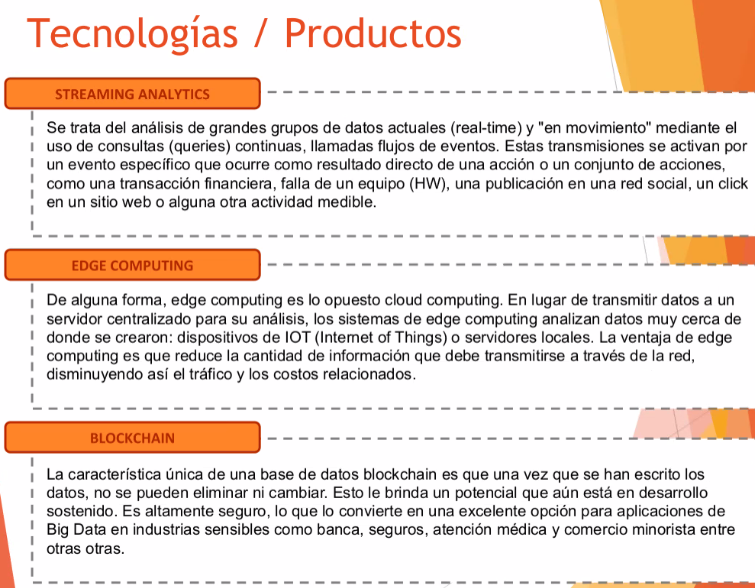 Tecnologías / Productos
STREAMING ANALYTICS
Se trata del análisis de grandes grupos de datos actuales (real-time) y "en movimiento" mediante el
uso de consultas (queries) continuas, llamadas flujos de eventos. Estas transmisiones se activan por
un evento específico que ocurre como resultado directo de una acción o un conjunto de acciones,
como una transacción financiera, falla de un equipo (HW), una publicación en una red social, un click
en un sitio web o alguna otra actividad medible.
EDGE COMPUTING
De alguna forma, edge computing es lo opuesto cloud computing. En lugar de transmitir datos a un
servidor centralizado para su análisis, los sistemas de edge computing analizan datos muy cerca de
donde se crearon: dispositivos de IOT (Internet of Things) o servidores locales. La ventaja de edge
computing es que reduce la cantidad de información que debe transmitirse a través de la red,
disminuyendo así el tráfico y los costos relacionados.
BLOCKCHAIN
La característica única de una base de datos blockchain es que una vez que se han escrito los
datos, no se pueden eliminar ni cambiar. Esto le brinda un potencial que aún está en desarrollo
sostenido. Es altamente seguro, lo que lo convierte en una excelente opción para aplicaciones de
Big Data en industrias sensibles como banca, seguros, atención médica y comercio minorista entre
otras otras.